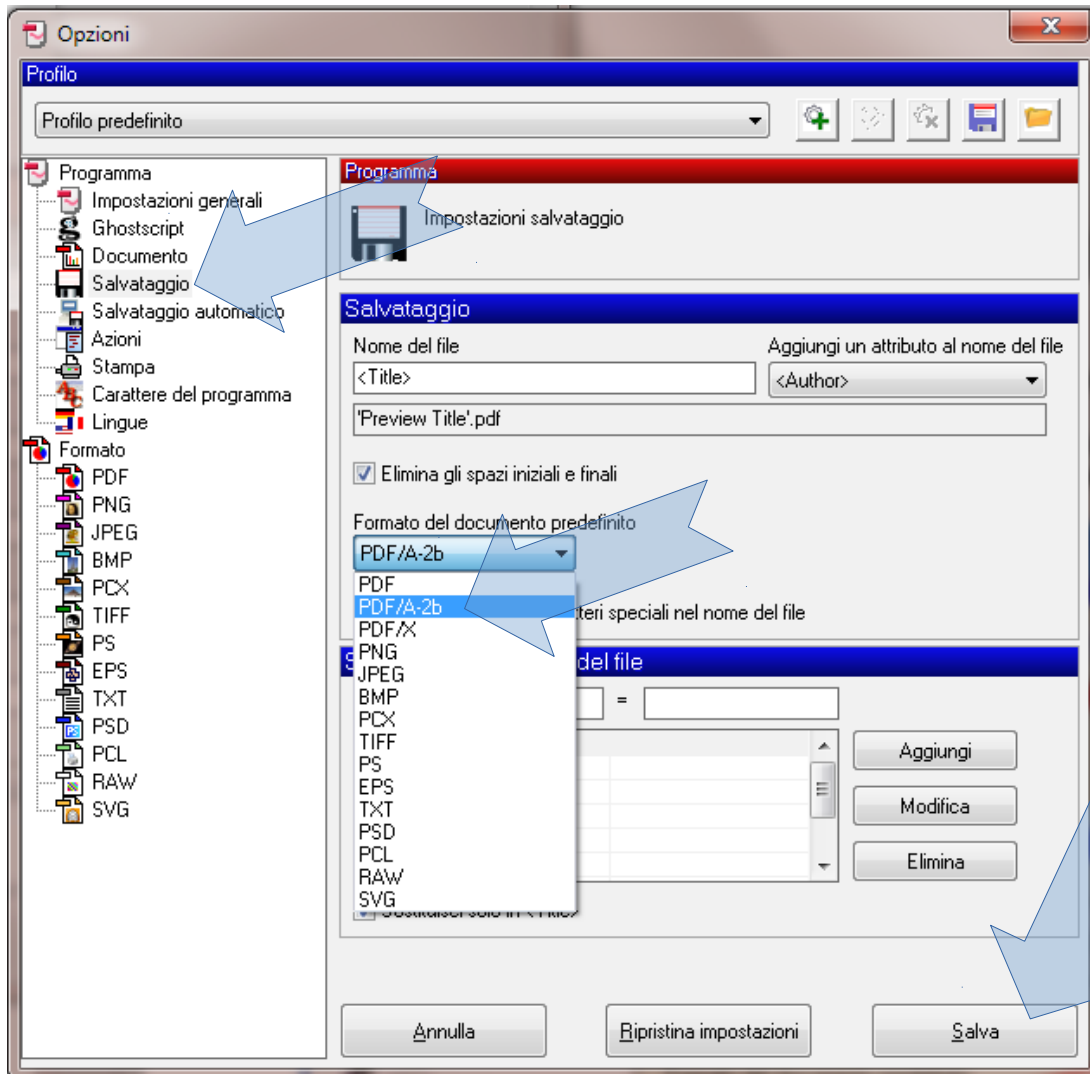 Opzioni
Profilo
Profilo predefinito
Programma
Impostazioni generali
Ghostscript
Documento
Salvataggio
Salvataggio automatico
Azioni
Stampa
Carattere del programma
Lingue
Formato
PDF
PNG
JPEG
BMP
PCX
TIFF
PS
EPS
TXT
PSD
PCL
RAW
SVG
Programma
Impostazioni salvataggio
Salvataggio
Nome del file
Aggiungi un attributo al nome del file
<Title>
<Author>
'Preview Title'.pdf
Elimina gli spazi iniziali e finali
Formato del documento predefinito
PDF/A-2b
PDF
PDF/A-2b
PDF/X
PNG
JPEG
BMP
PCX
TIFF
PS
EPS
TXT
PSD
PCL
RAW
SVG
speciali nel nome del file
del file
=
Aggiungi
Modifica
Elimina
Sostituisci solo in <Title>
Annulla
Ripristina impostazioni
Salva